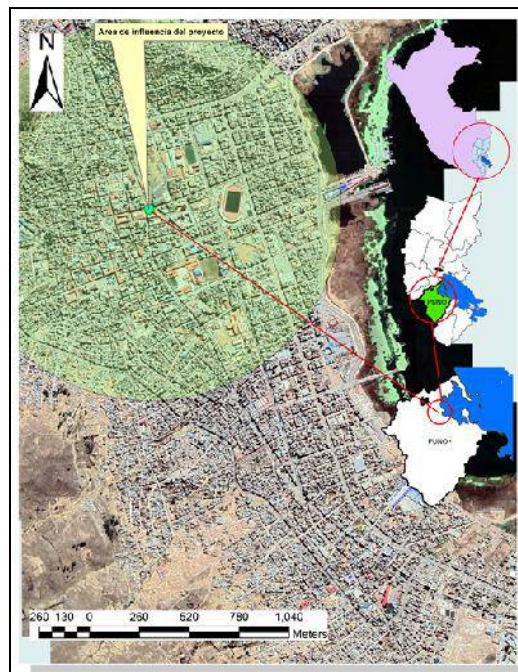 Area de influencia del proyecto
N
PUNO
PUNO
260 130 0 260 520 780 1,040
Meters